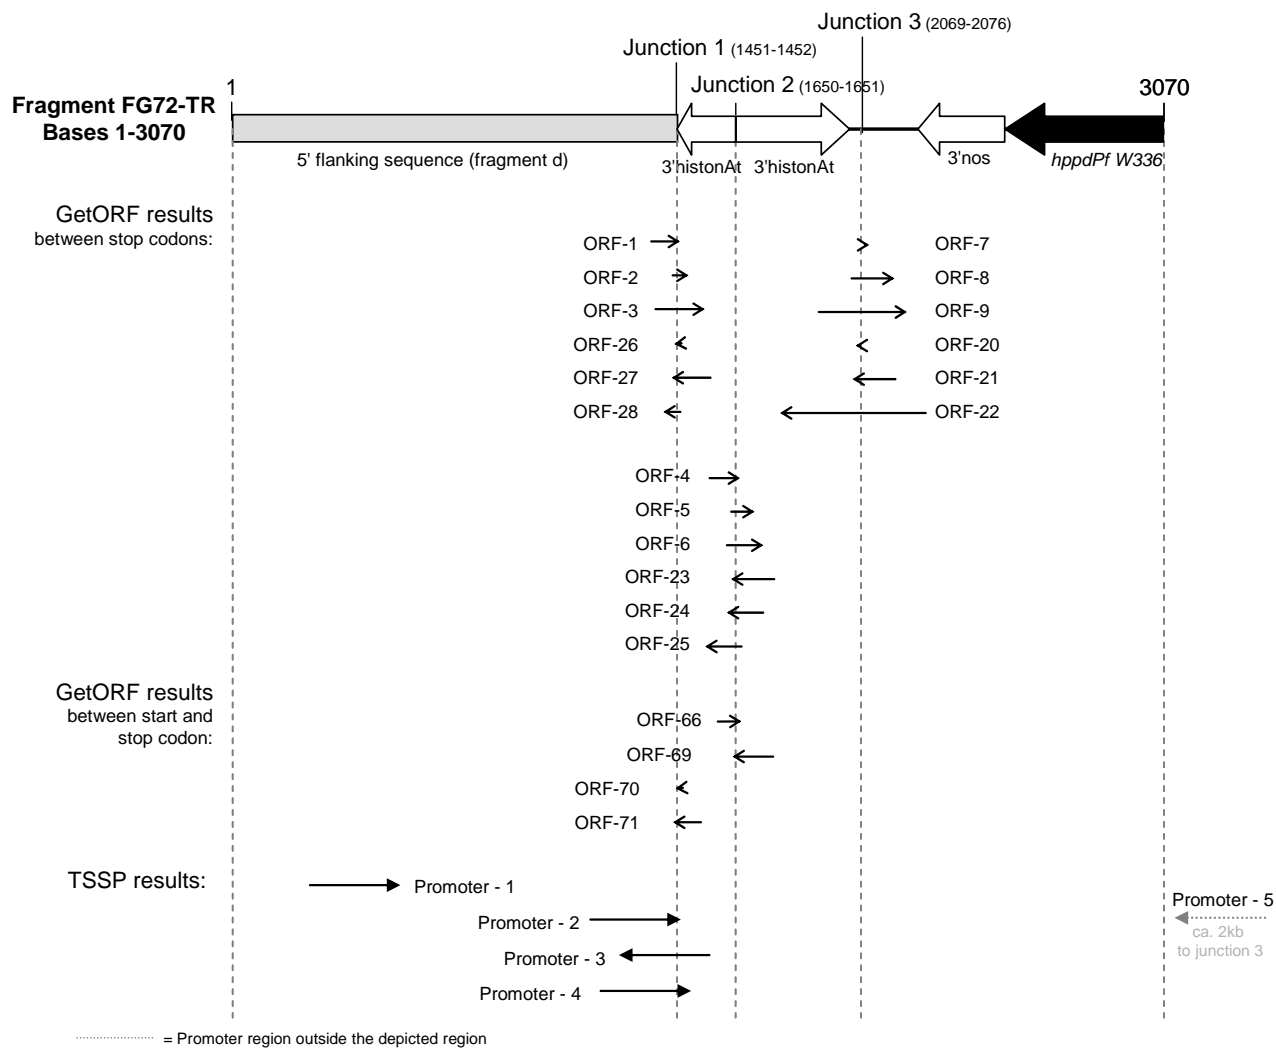 Junction 3 (2069-2076)
Junction 1 (1451-1452)
Junction 2 (1650-1651)
1
3070
Fragment FG72-TR
Bases 1-3070
5' flanking sequence (fragment d)
3'histonAt
3'histonAt
3'nos
hppdPf W336
GetORF results
between stop codons:
ORF-1
ORF-7
ORF-2
ORF-8
ORF-3
ORF-9
ORF-26
ORF-20
ORF-27
ORF-21
ORF-28
ORF-22
ORF-4
ORF-5
ORF-6
ORF-23
ORF-24
ORF-25
GetORF results
between start and
stop codon:
ORF-66
ORF-69
ORF-70
ORF-71
TSSP results:
Promoter - 1
Promoter - 5
Promoter - 2
ca. 2kb
to junction 3
Promoter - 3
Promoter - 4
= Promoter region outside the depicted region